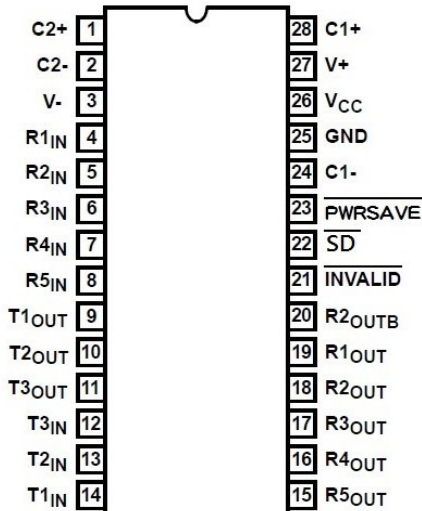 C2+ 1 28 C1+
C2- 2 27 V+
V- 3 26 VCC
R1IN 4 25 GND
R2IN 5 24 C1-
R3IN 6 23 PWRSAVE
R4IN 7 22 SD
R5IN 8 21 INVALID
T1OUT 9 20 R2OUTB
T2OUT 10 19 R1OUT
T3OUT 11 18 R2OUT
T3IN 12 17 R3OUT
T2IN 13 16 R4OUT
T1IN 14 15 R5OUT